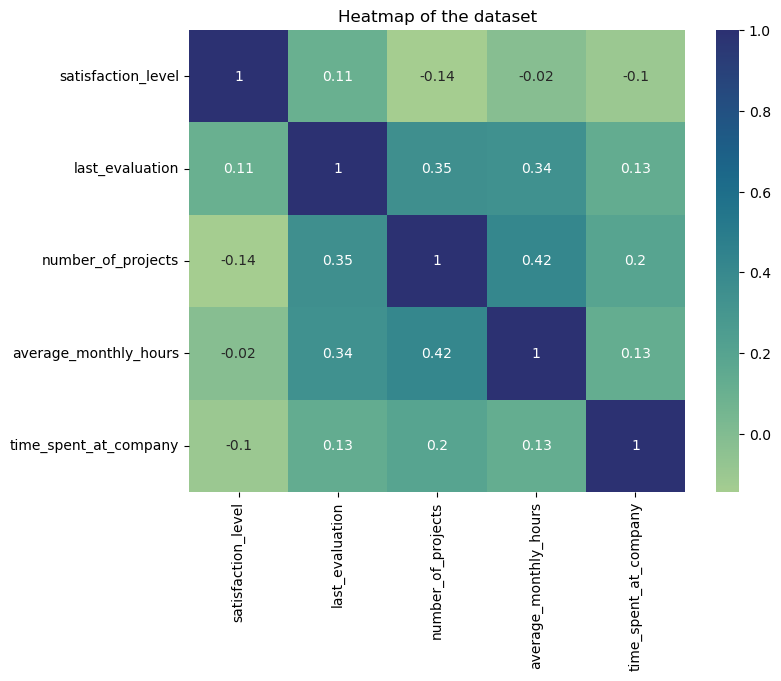 Heatmap of the dataset
satisfaction_level 1 0.11 -0.14 -0.02 -0.1
last_evaluation 0.11 1 0.35 0.34 0.13
number_of_projects -0.14 0.35 1 0.42 0.2
average_monthly_hours -0.02 0.34 0.42 1 0.13
time_spent_at_company -0.1 0.13 0.2 0.13 1
satisfaction_level
last_evaluation
number_of_projects
average_monthly_hours
time_spent_at_company
1.0
0.8
0.6
0.4
0.2
0.0